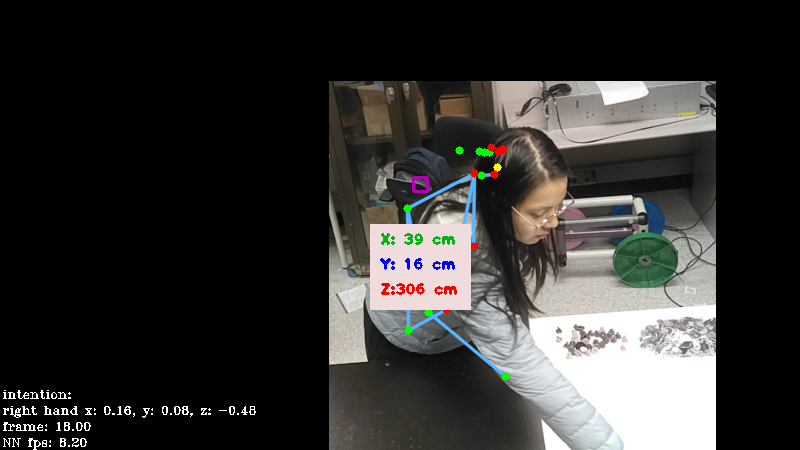 X: 39 cm
Y: 16 cm
Z:306 cm
intention:
right hand x: 0.16, y: 0.08, z: -0.48
frame: 18.00
NN fps: 8.20